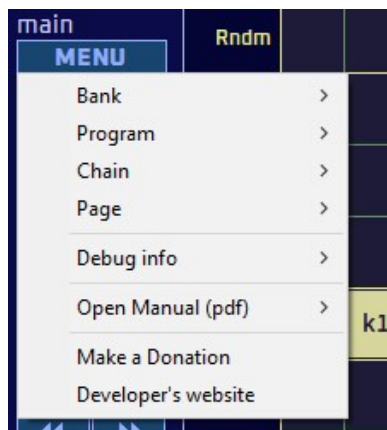 main
Rndm
MENU
Bank
Program
Chain
Page
Debug info
Open Manual (pdf)
k1
Make a Donation
Developer's website